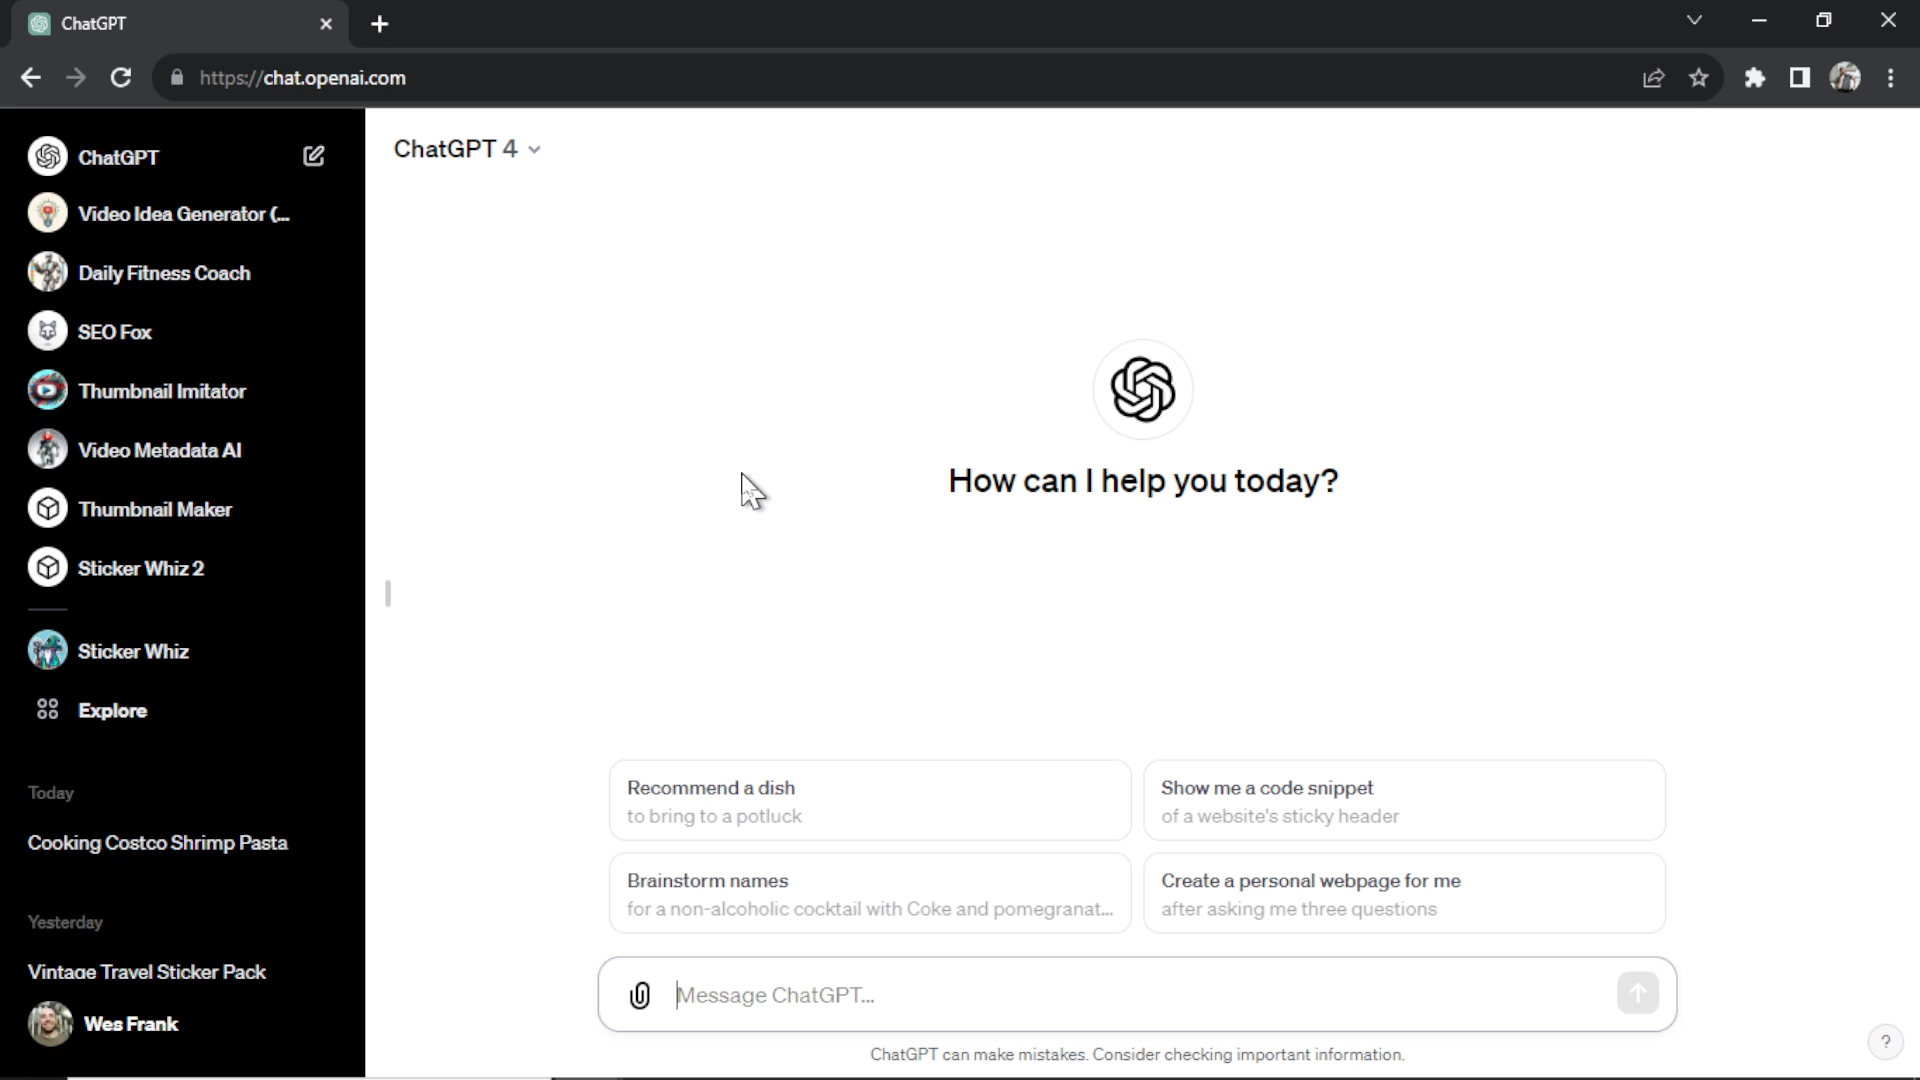 ChatGPT
https://chat.openai.com
ChatGPT
Video Idea Generator (...
Daily Fitness Coach
SEO Fox
Thumbnail Imitator
Video Metadata AI
Thumbnail Maker
Sticker Whiz 2
Sticker Whiz
Explore
Today
Cooking Costco Shrimp Pasta
Yesterday
Vintage Travel Sticker Pack
Wes Frank
ChatGPT 4
How can I help you today?
Recommend a dish
to bring to a potluck
Show me a code snippet
of a website's sticky header
Brainstorm names
for a non-alcoholic cocktail with Coke and pomegranat...
Create a personal webpage for me
after asking me three questions
Message ChatGPT...
ChatGPT can make mistakes. Consider checking important information.
?